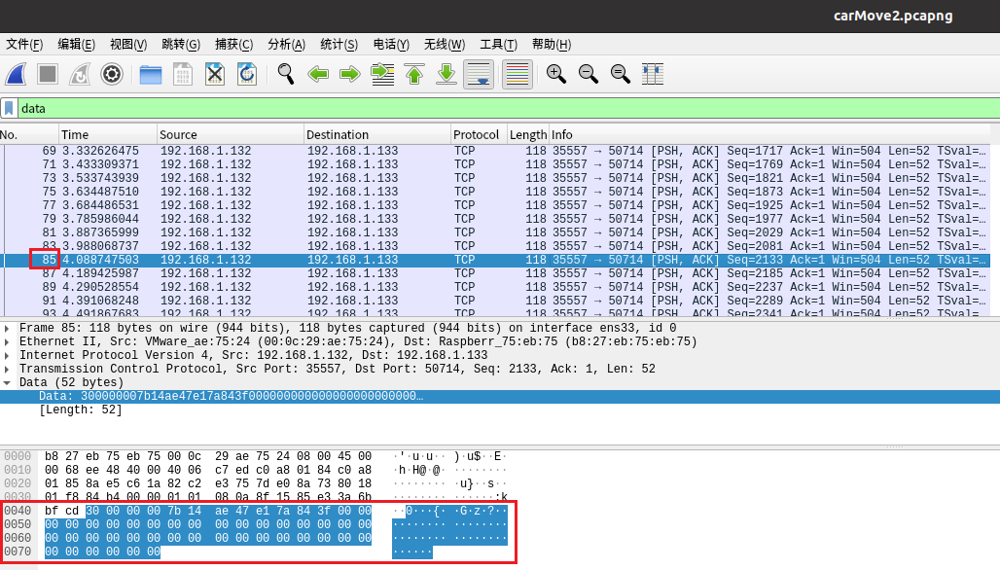 carMove2.pcapng
文件(F) 编辑(E) 视图(V) 跳转(G) 捕获(C) 分析(A) 统计(S) 电话(Y) 无线(W) 工具(T) 帮助(H)
data
No. Time Source Destination Protocol Length Info
69 3.332626475 192.168.1.132 192.168.1.133 TCP 118 35557 → 50714 [PSH, ACK] Seq=1717 Ack=1 Win=504 Len=52 TSval=…
71 3.433309371 192.168.1.132 192.168.1.133 TCP 118 35557 → 50714 [PSH, ACK] Seq=1769 Ack=1 Win=504 Len=52 TSval=…
73 3.533743939 192.168.1.132 192.168.1.133 TCP 118 35557 → 50714 [PSH, ACK] Seq=1821 Ack=1 Win=504 Len=52 TSval=…
75 3.634487510 192.168.1.132 192.168.1.133 TCP 118 35557 → 50714 [PSH, ACK] Seq=1873 Ack=1 Win=504 Len=52 TSval=…
77 3.684486531 192.168.1.132 192.168.1.133 TCP 118 35557 → 50714 [PSH, ACK] Seq=1925 Ack=1 Win=504 Len=52 TSval=…
79 3.785986044 192.168.1.132 192.168.1.133 TCP 118 35557 → 50714 [PSH, ACK] Seq=1977 Ack=1 Win=504 Len=52 TSval=…
81 3.887365999 192.168.1.132 192.168.1.133 TCP 118 35557 → 50714 [PSH, ACK] Seq=2029 Ack=1 Win=504 Len=52 TSval=…
83 3.988068737 192.168.1.132 192.168.1.133 TCP 118 35557 → 50714 [PSH, ACK] Seq=2081 Ack=1 Win=504 Len=52 TSval=…
85 4.088747503 192.168.1.132 192.168.1.133 TCP 118 35557 → 50714 [PSH, ACK] Seq=2133 Ack=1 Win=504 Len=52 TSval=…
87 4.189425987 192.168.1.132 192.168.1.133 TCP 118 35557 → 50714 [PSH, ACK] Seq=2185 Ack=1 Win=504 Len=52 TSval=…
89 4.290528554 192.168.1.132 192.168.1.133 TCP 118 35557 → 50714 [PSH, ACK] Seq=2237 Ack=1 Win=504 Len=52 TSval=…
91 4.391068248 192.168.1.132 192.168.1.133 TCP 118 35557 → 50714 [PSH, ACK] Seq=2289 Ack=1 Win=504 Len=52 TSval=…
93 4.491867683 192.168.1.132 192.168.1.133 TCP 118 35557 → 50714 [PSH, ACK] Seq=2341 Ack=1 Win=504 Len=52 TSval=…
Frame 85: 118 bytes on wire (944 bits), 118 bytes captured (944 bits) on interface ens33, id 0
Ethernet II, Src: VMware_ae:75:24 (00:0c:29:ae:75:24), Dst: Raspberr_75:eb:75 (b8:27:eb:75:eb:75)
Internet Protocol Version 4, Src: 192.168.1.132, Dst: 192.168.1.133
Transmission Control Protocol, Src Port: 35557, Dst Port: 50714, Seq: 2133, Ack: 1, Len: 52
Data (52 bytes)
Data: 300000007b14ae47e17a843f0000000000000000000000…
[Length: 52]
0000 b8 27 eb 75 eb 75 00 0c 29 ae 75 24 08 00 45 00 ·'·u·u·· )·u$··E·
0010 00 68 ee 48 40 00 40 06 c7 ed c0 a8 01 84 c0 a8 ·h·H@·@· ········
0020 01 85 8a e5 c6 1a 82 c2 e3 75 7d e0 8a 73 80 18 ········ ·u}··s··
0030 01 f8 84 b4 00 00 01 01 08 0a 8f 15 85 e3 3a 6b ········ ······:k
0040 bf cd 30 00 00 00 7b 14 ae 47 e1 7a 84 3f 00 00 ··0···{· ·G·z·?··
0050 00 00 00 00 00 00 00 00 00 00 00 00 00 00 00 00 ········ ········
0060 00 00 00 00 00 00 00 00 00 00 00 00 00 00 00 00 ········ ········
0070 00 00 00 00 00 00 ······